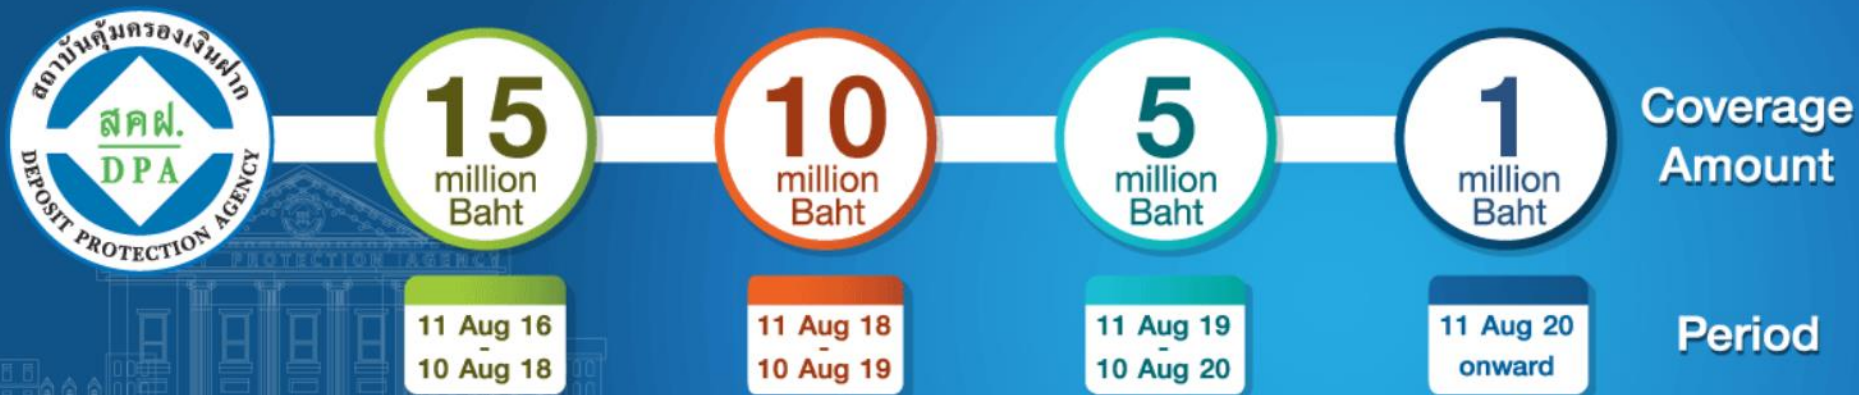 สถาบันคุ้มครองเงินฝาก
สคฝ.
DPA
DEPOSIT PROTECTION AGENCY
15
million
Baht
10
million
Baht
5
million
Baht
1
million
Baht
Coverage
Amount
PROTECTION AGENCY
11 Aug 16
-
10 Aug 18
11 Aug 18
-
10 Aug 19
11 Aug 19
-
10 Aug 20
11 Aug 20
onward
Period